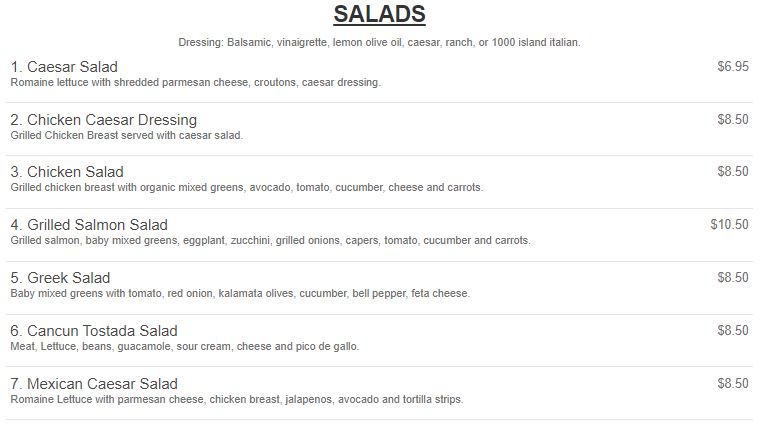 SALADS
Dressing: Balsamic, vinaigrette, lemon olive oil, caesar, ranch, or 1000 island italian.
1. Caesar Salad $6.95
Romaine lettuce with shredded parmesan cheese, croutons, caesar dressing.
2. Chicken Caesar Dressing $8.50
Grilled Chicken Breast served with caesar salad.
3. Chicken Salad $8.50
Grilled chicken breast with organic mixed greens, avocado, tomato, cucumber, cheese and carrots.
4. Grilled Salmon Salad $10.50
Grilled salmon, baby mixed greens, eggplant, zucchini, grilled onions, capers, tomato, cucumber and carrots.
5. Greek Salad $8.50
Baby mixed greens with tomato, red onion, kalamata olives, cucumber, bell pepper, feta cheese.
6. Cancun Tostada Salad $8.50
Meat, Lettuce, beans, guacamole, sour cream, cheese and pico de gallo.
7. Mexican Caesar Salad $8.50
Romaine Lettuce with parmesan cheese, chicken breast, jalapenos, avocado and tortilla strips.